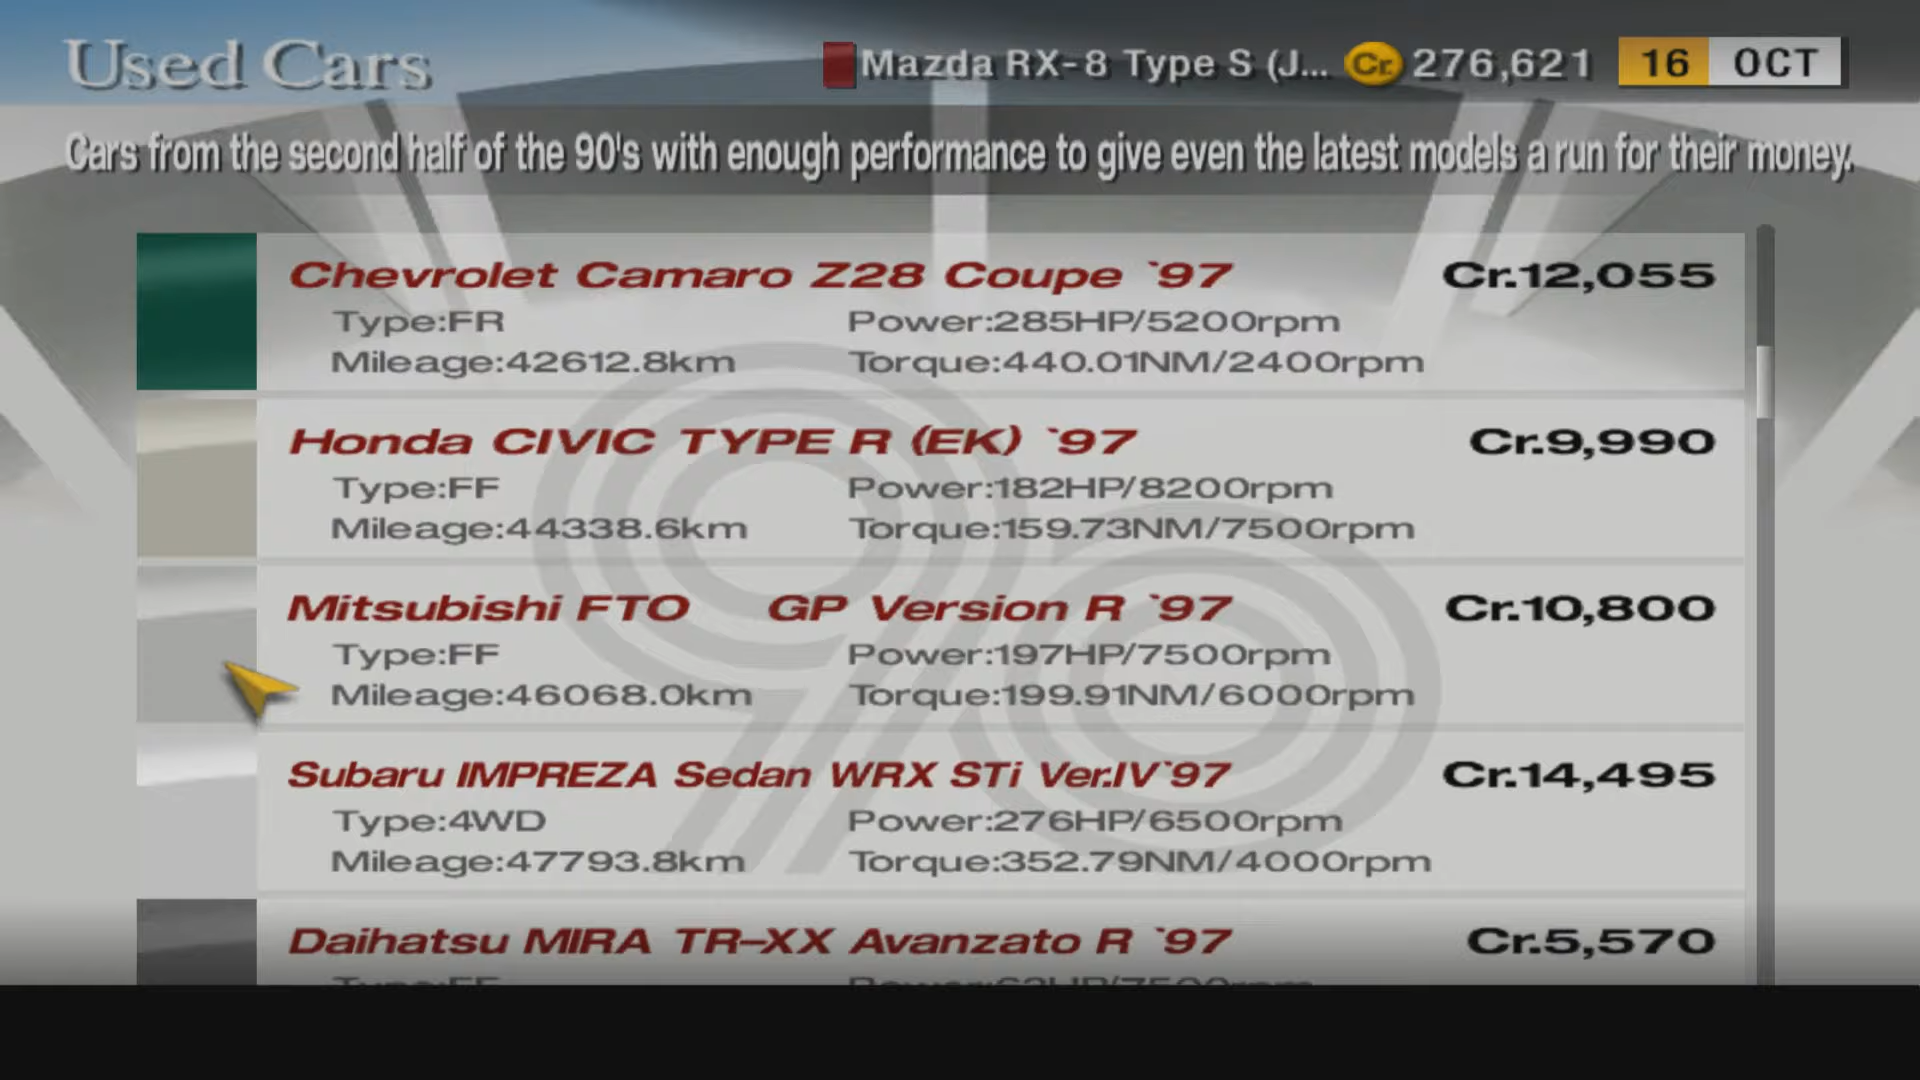 Used Cars
Mazda RX-8 Type S (J... Cr. 276,621 16 OCT
Cars from the second half of the 90's with enough performance to give even the latest models a run for their money.
Chevrolet Camaro Z28 Coupe `97 Cr.12,055
Type:FR Power:285HP/5200rpm
Mileage:42612.8km Torque:440.01NM/2400rpm
Honda CIVIC TYPE R (EK) `97 Cr.9,990
Type:FF Power:182HP/8200rpm
Mileage:44338.6km Torque:159.73NM/7500rpm
Mitsubishi FTO GP Version R `97 Cr.10,800
Type:FF Power:197HP/7500rpm
Mileage:46068.0km Torque:199.91NM/6000rpm
Subaru IMPREZA Sedan WRX STi Ver.IV`97 Cr.14,495
Type:4WD Power:276HP/6500rpm
Mileage:47793.8km Torque:352.79NM/4000rpm
Daihatsu MIRA TR-XX Avanzato R `97 Cr.5,570
Type:FF Power:63HP/7500rpm
90